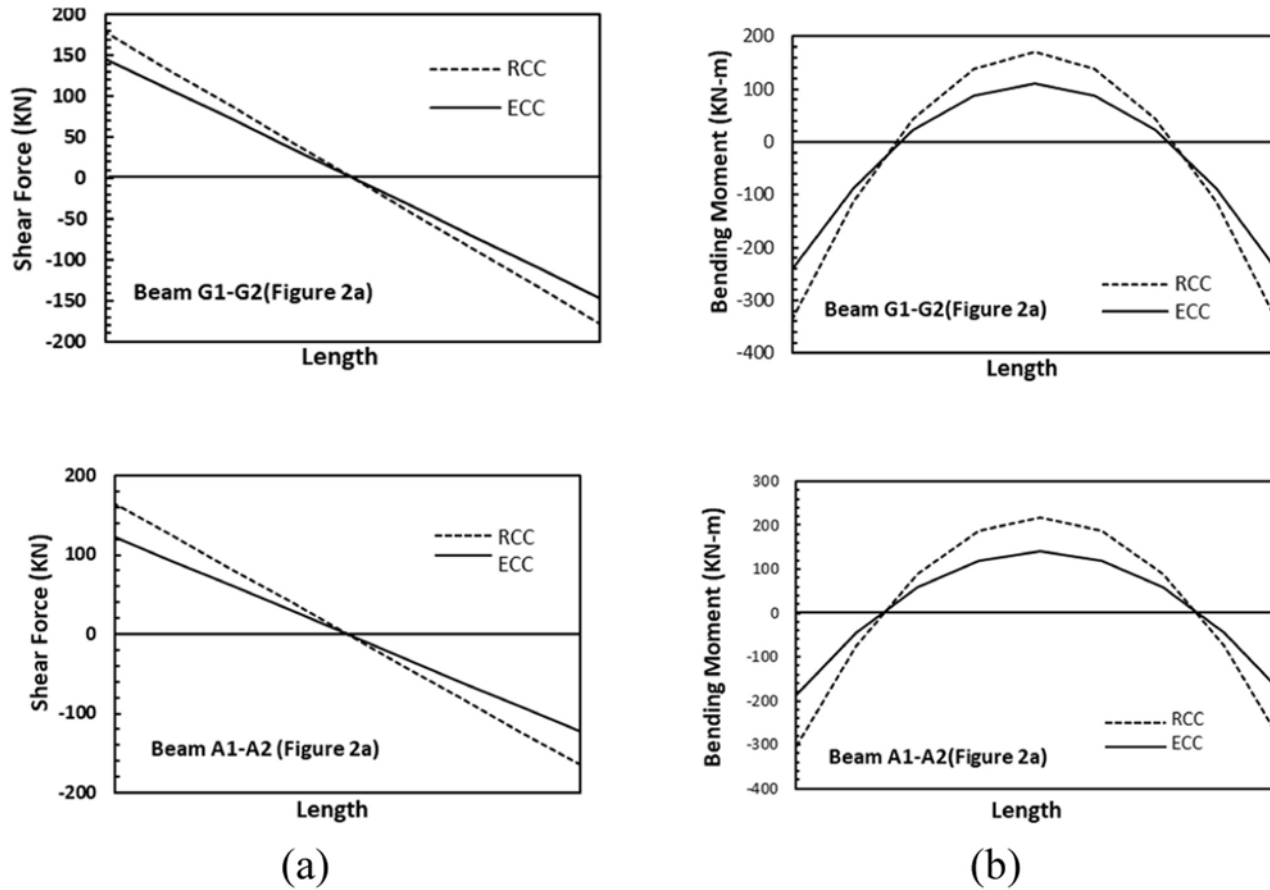 200
150
100
50
0
-50
-100
-150
-200
Shear Force (KN)
RCC
ECC
Beam G1-G2(Figure 2a)
Length
200
100
0
-100
-200
-300
-400
Bending Moment (KN-m)
RCC
ECC
Beam G1-G2(Figure 2a)
Length
200
100
0
-100
-200
Shear Force (KN)
RCC
ECC
Beam A1-A2 (Figure 2a)
Length
300
200
100
0
-100
-200
-300
-400
Bending Moment (KN-m)
RCC
ECC
Beam A1-A2(Figure 2a)
Length
(a)
(b)